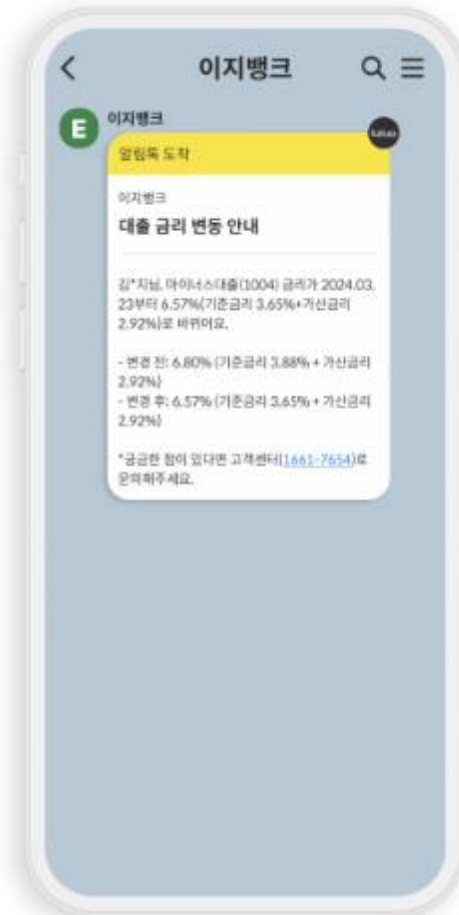 이지뱅크
이지뱅크
알림톡 도착
이지뱅크
대출 금리 변동 안내
김*지님, 마이너스대출(1004) 금리가 2024.03.
23부터 6.57%(기준금리 3.65%+가산금리
2.92%)로 바뀌어요.
- 변경 전: 6.80% (기준금리 3.88% + 가산금리
2.92%)
- 변경 후: 6.57% (기준금리 3.65% + 가산금리
2.92%)
*궁금한 점이 있다면 고객센터(1661-7654)로
문의해주세요.
E